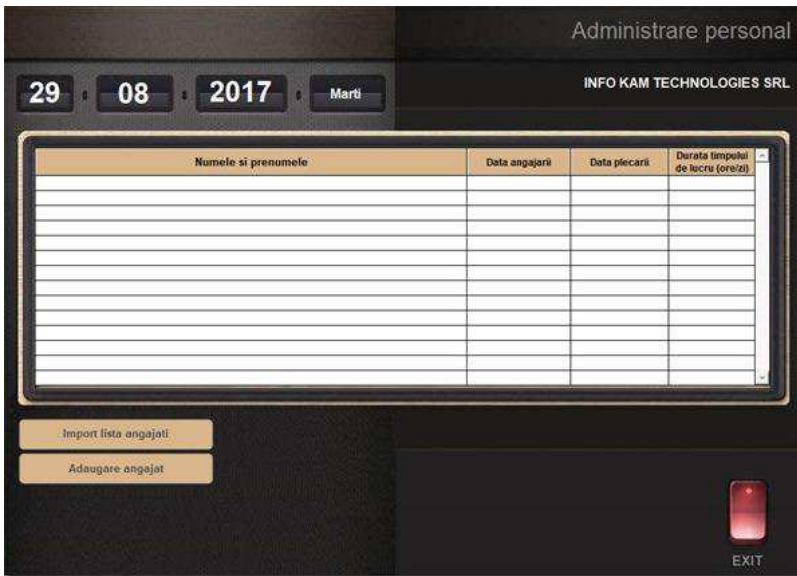 Administrare personal
29 : 08 : 2017 : Marti
INFO KAM TECHNOLOGIES SRL
Numele si prenumele
Data angajarii
Data plecarii
Durata timpului
de lucru (ore/zi)
Import lista angajati
Adaugare angajat
EXIT